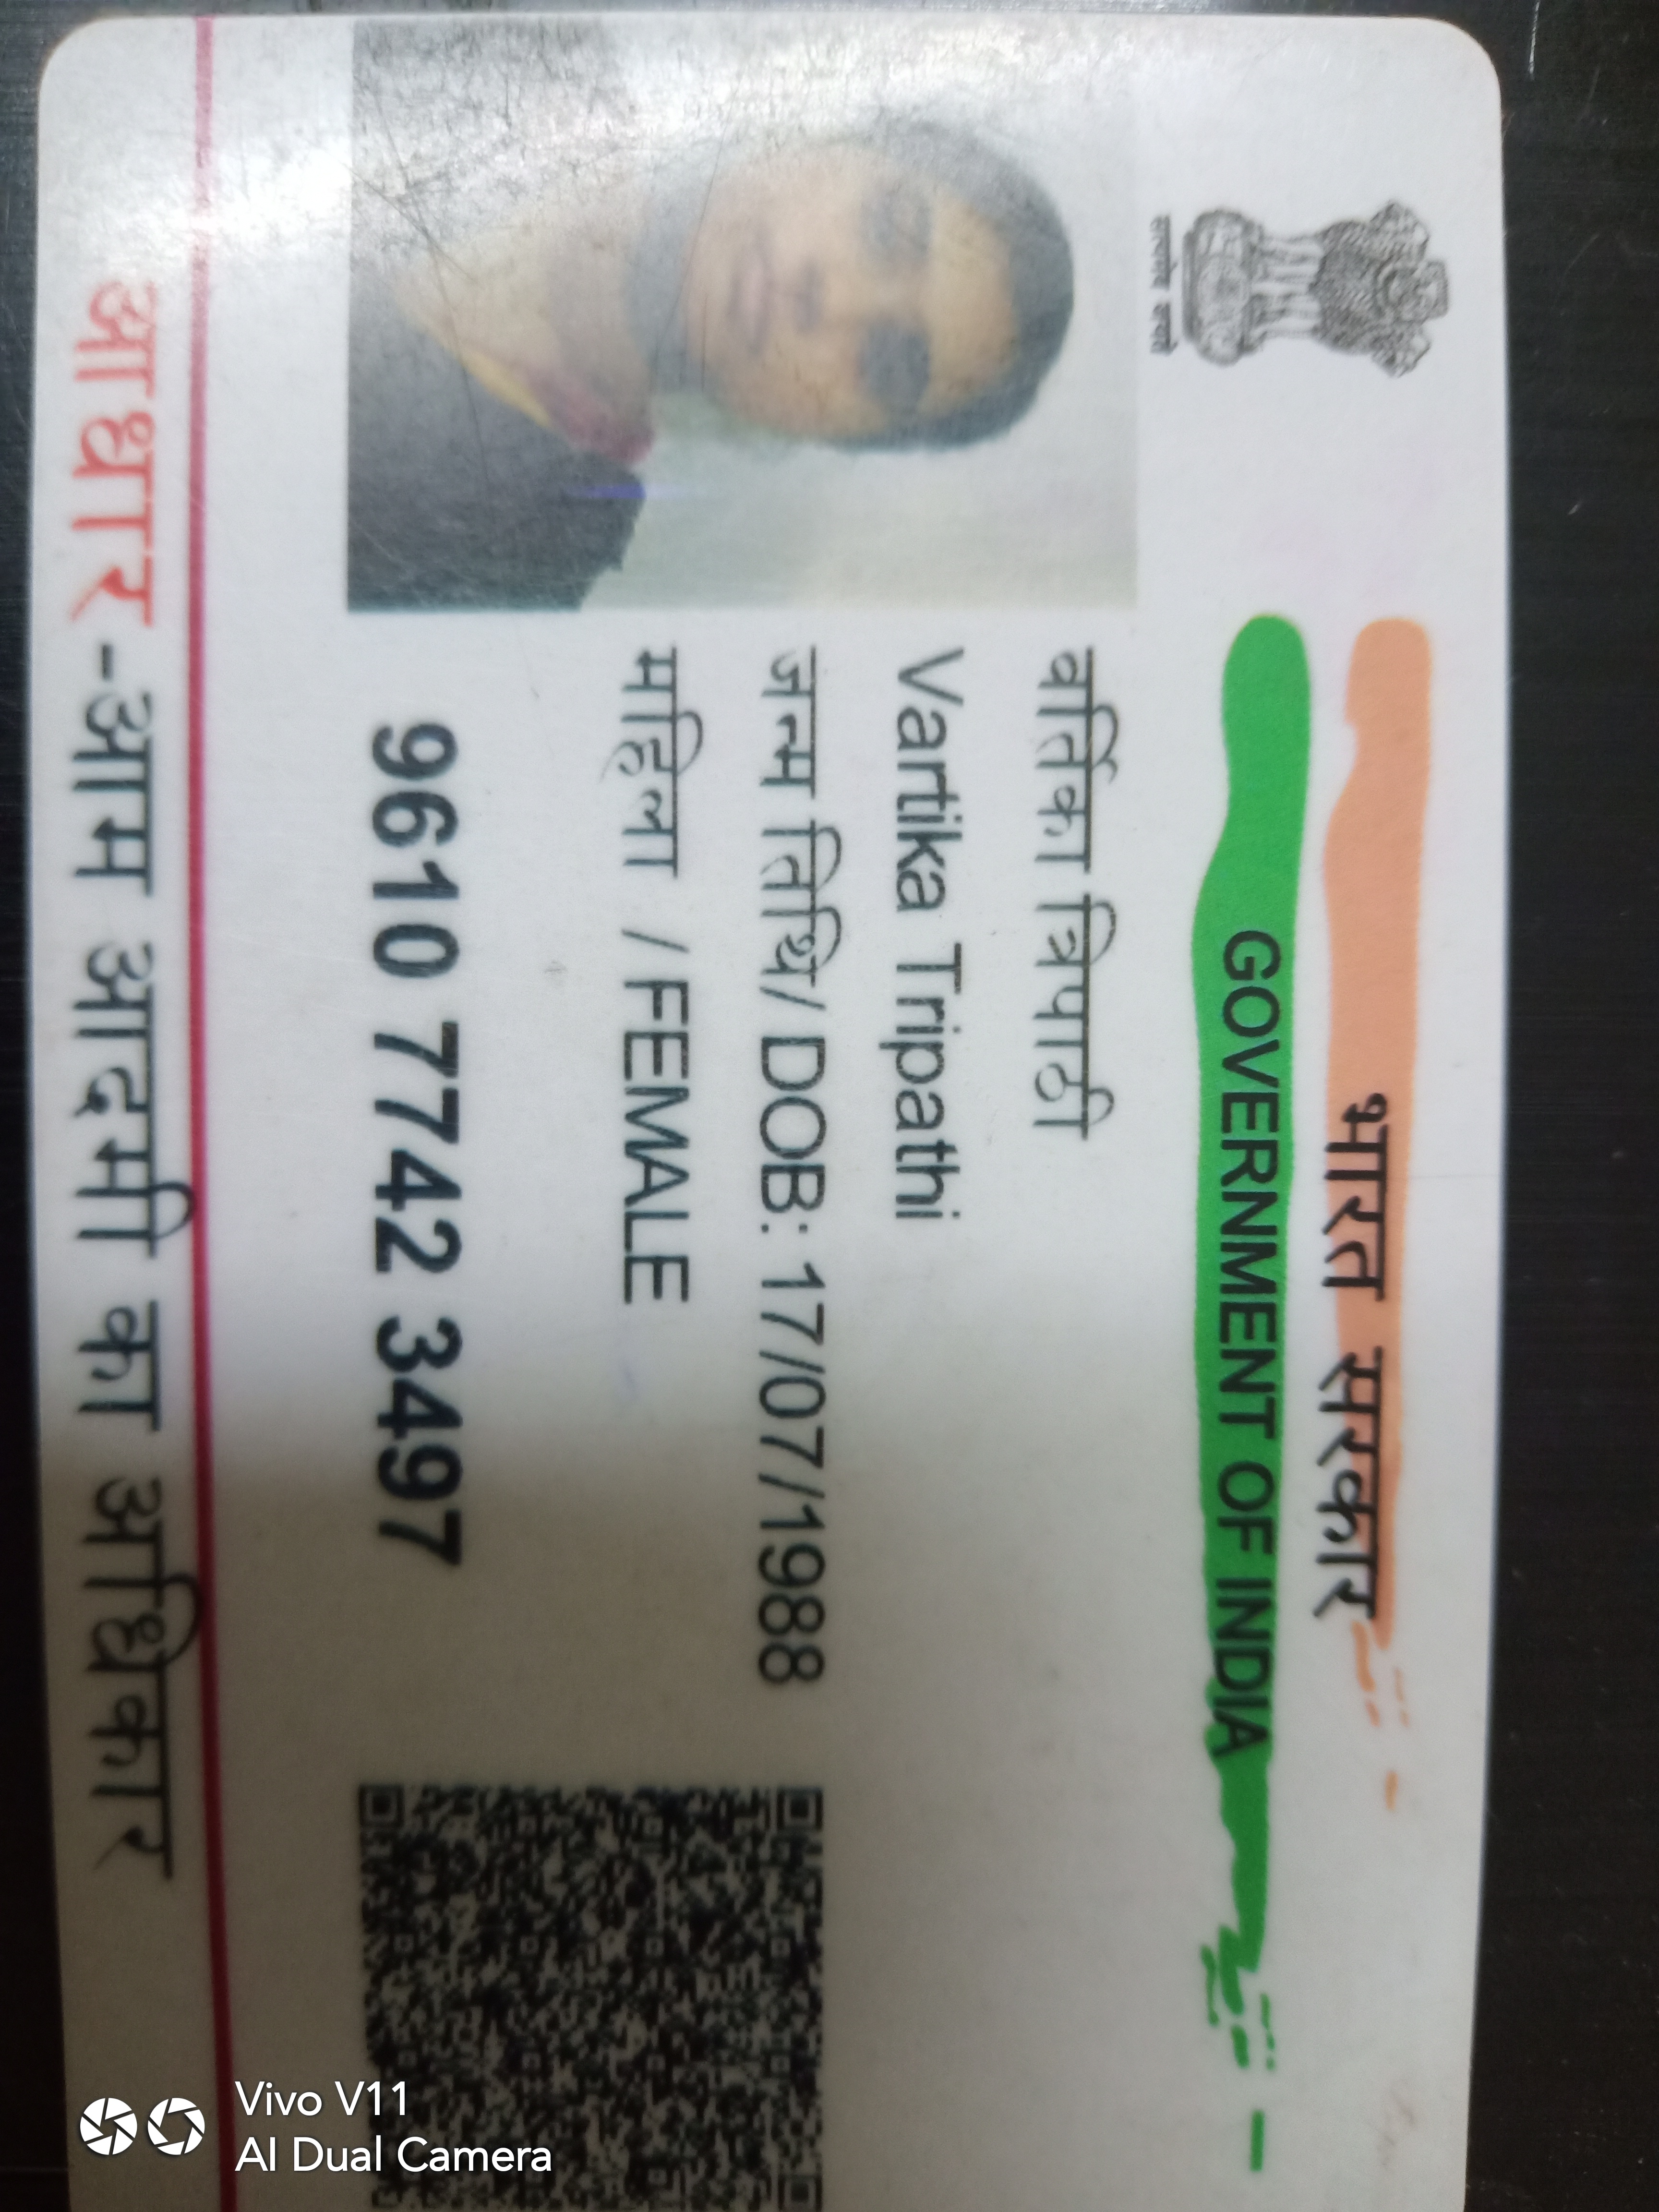 भारत सरकार
GOVERNMENT OF INDIA
सत्यमेव जयते
वर्तिका त्रिपाठी
Vartika Tripathi
जन्म तिथि/ DOB: 17/07/1988
महिला / FEMALE
9610 7742 3497
आधार-आम आदमी का अधिकार
Vivo V11
AI Dual Camera